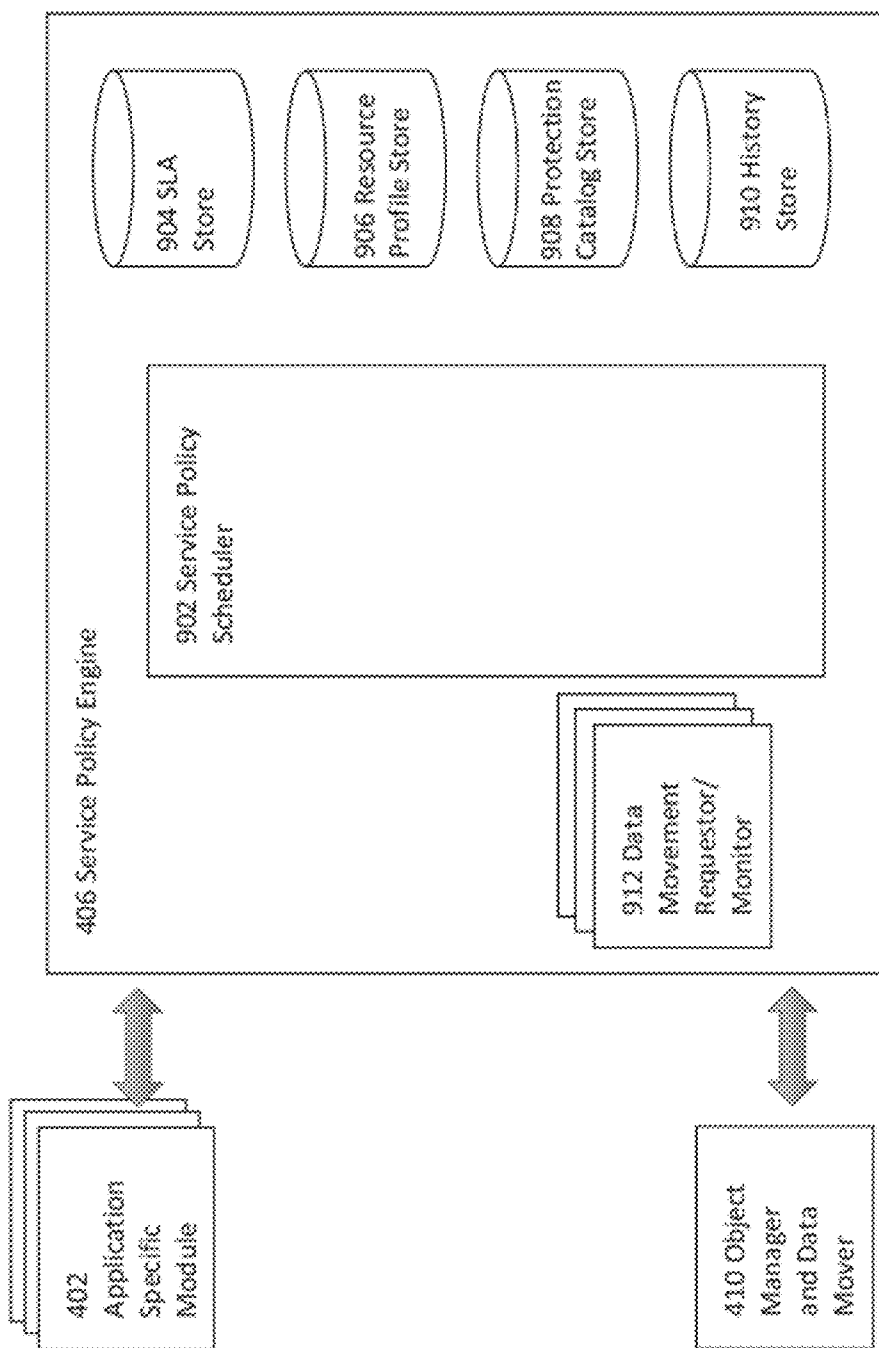 402
Application
Specific
Module
406 Service Policy Engine
902 Service Policy
Scheduler
904 SLA
Store
906 Resource
Profile Store
908 Protection
Catalog Store
910 History
Store
912 Data
Movement
Requestor/
Monitor
410 Object
Manager
and Data
Mover